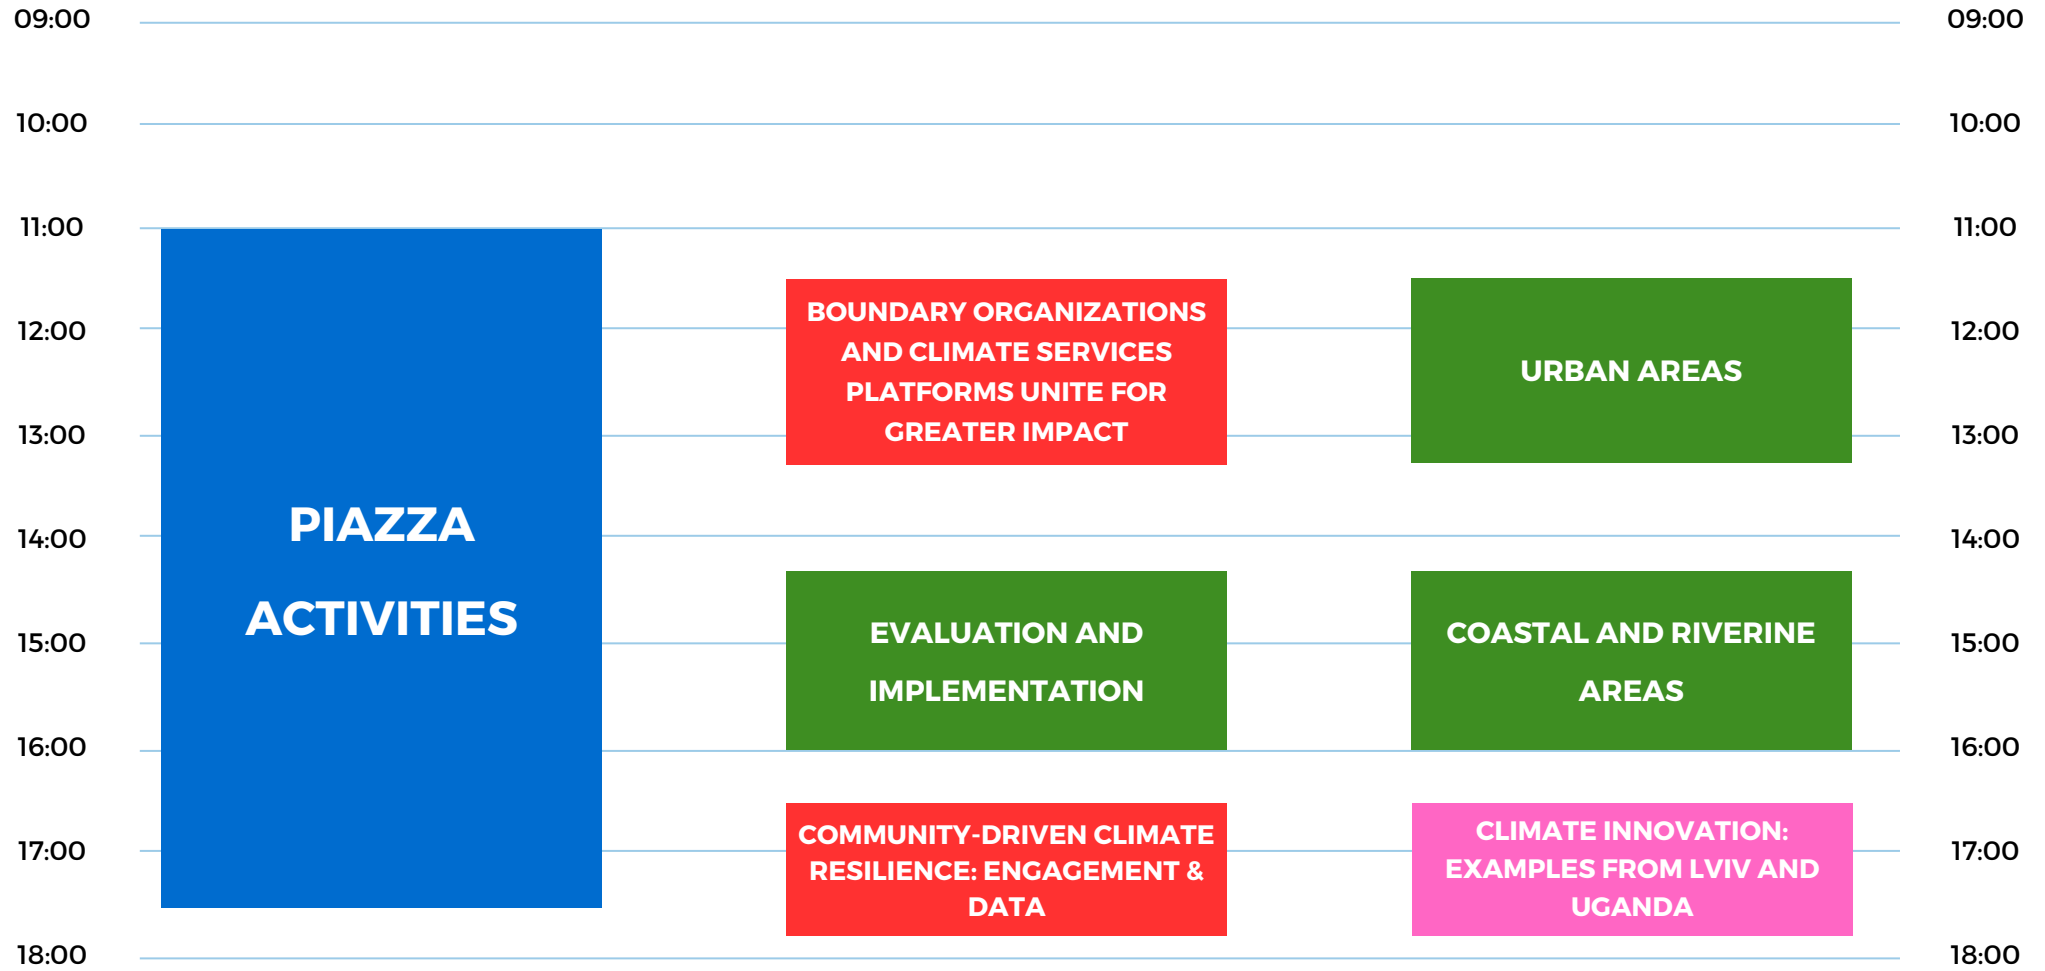 09:00
09:00
10:00
10:00
11:00
11:00
BOUNDARY ORGANIZATIONS
AND CLIMATE SERVICES
PLATFORMS UNITE FOR
GREATER IMPACT
URBAN AREAS
12:00
12:00
13:00
13:00
PIAZZA
ACTIVITIES
14:00
14:00
EVALUATION AND
IMPLEMENTATION
COASTAL AND RIVERINE
AREAS
15:00
15:00
16:00
16:00
COMMUNITY-DRIVEN CLIMATE
RESILIENCE: ENGAGEMENT &
DATA
CLIMATE INNOVATION:
EXAMPLES FROM LVIV AND
UGANDA
17:00
17:00
18:00
18:00